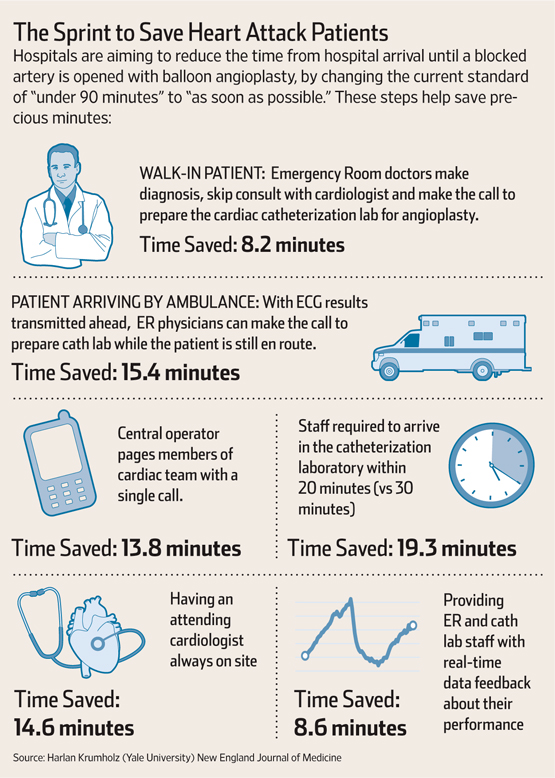 The Sprint to Save Heart Attack Patients
Hospitals are aiming to reduce the time from hospital arrival until a blocked
artery is opened with balloon angioplasty, by changing the current standard
of “under 90 minutes” to “as soon as possible.” These steps help save pre-
cious minutes:
WALK-IN PATIENT: Emergency Room doctors make
diagnosis, skip consult with cardiologist and make the call to
prepare the cardiac catheterization lab for angioplasty.
Time Saved: 8.2 minutes
PATIENT ARRIVING BY AMBULANCE: With ECG results
transmitted ahead, ER physicians can make the call to
prepare cath lab while the patient is still en route.
Time Saved: 15.4 minutes
Central operator
pages members of
cardiac team with a
single call.
Time Saved: 13.8 minutes
Staff required to arrive
in the catheterization
laboratory within
20 minutes (vs 30
minutes)
Time Saved: 19.3 minutes
Having an
attending
cardiologist
always on site
Time Saved:
14.6 minutes
Providing
ER and cath
lab staff with
real-time
data feedback
about their
performance
Time Saved:
8.6 minutes
Source: Harlan Krumholz (Yale University) New England Journal of Medicine